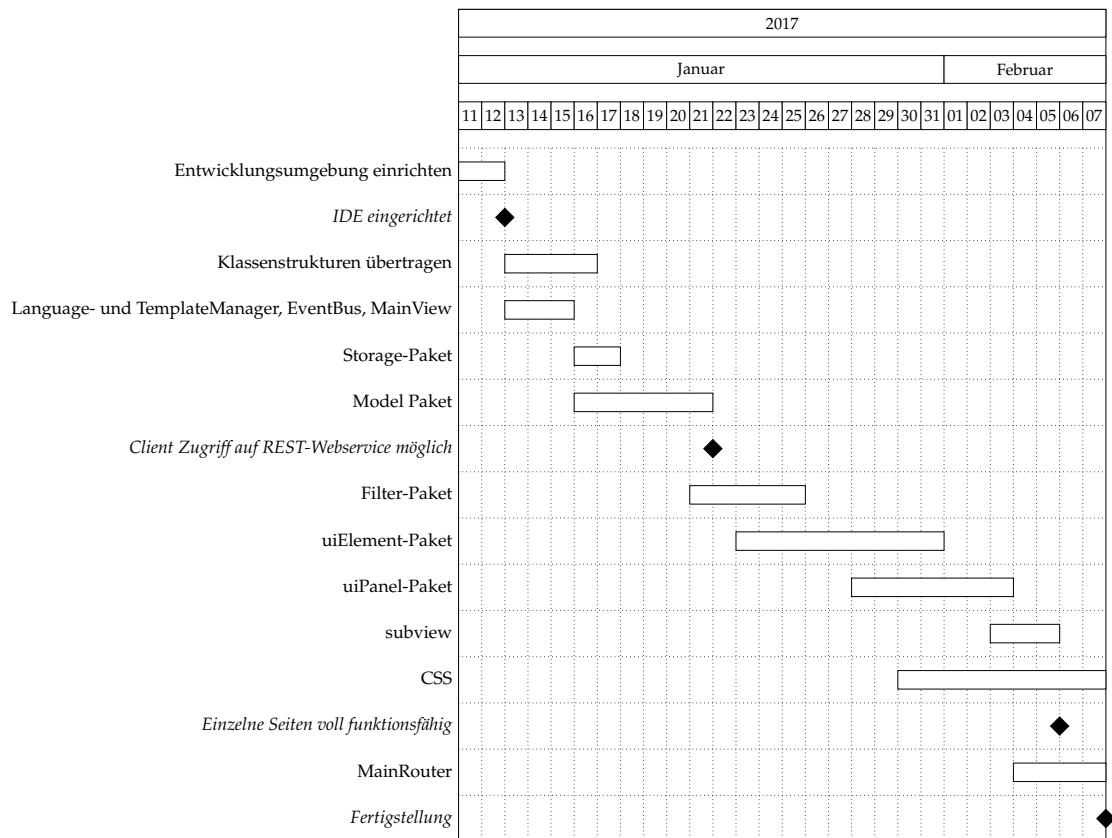 2017
Januar Februar
11 12 13 14 15 16 17 18 19 20 21 22 23 24 25 26 27 28 29 30 31 01 02 03 04 05 06 07
Entwicklungsumgebung einrichten
IDE eingerichtet
Klassenstrukturen übertragen
Language- und TemplateManager, EventBus, MainView
Storage-Paket
Model Paket
Client Zugriff auf REST-Webservice möglich
Filter-Paket
uiElement-Paket
uiPanel-Paket
subview
CSS
Einzelne Seiten voll funktionsfähig
MainRouter
Fertigstellung